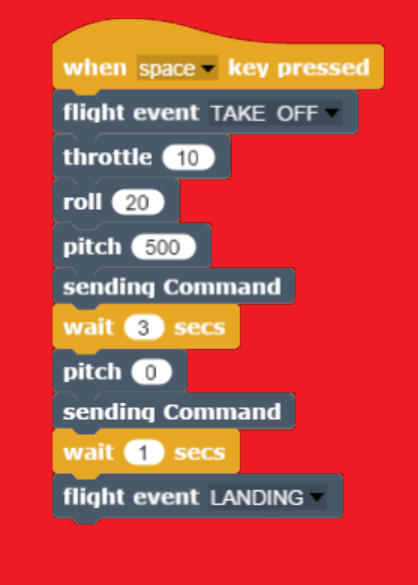 when space key pressed
flight event TAKE OFF
throttle 10
roll 20
pitch 500
sending Command
wait 3 secs
pitch 0
sending Command
wait 1 secs
flight event LANDING